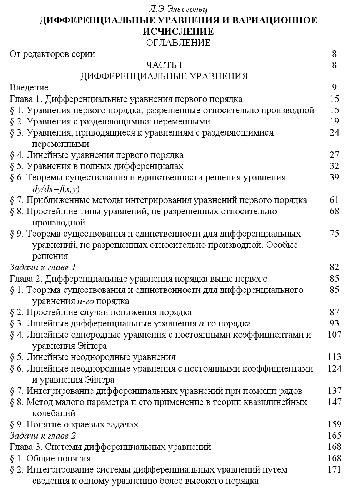 Л.Э.Эльсгольц
ДИФФЕРЕНЦИАЛЬНЫЕ УРАВНЕНИЯ И ВАРИАЦИОННОЕ
ИСЧИСЛЕНИЕ
ОГЛАВЛЕНИЕ
От редакторов серии 8
ЧАСТЬ I 8
ДИФФЕРЕНЦИАЛЬНЫЕ УРАВНЕНИЯ
Введение 9
Глава 1. Дифференциальные уравнения первого порядка 15
§ 1. Уравнения первого порядка, разрешенные относительно производной 15
§ 2. Уравнения с разделяющимися переменными 19
§ 3. Уравнения, приводящиеся к уравнениям с разделяющимися 24
переменными
§ 4. Линейные уравнения первого порядка 27
§ 5. Уравнения в полных дифференциалах 32
§ 6. Теоремы существования и единственности решения уравнения 39
dy/dx=f(x,y)
§ 7. Приближенные методы интегрирования уравнений первого порядка 61
§ 8. Простейшие типы уравнений, не разрешенных относительно 68
производной
§ 9. Теорема существования и единственности для дифференциальных 75
уравнений, не разрешенных относительно производной. Особые
решения
Задачи к главе 1 82
Глава 2. Дифференциальные уравнения порядка выше первого 85
§ 1. Теорема существования и единственности для дифференциального 85
уравнения n-го порядка
§ 2. Простейшие случаи понижения порядка 87
§ 3. Линейные дифференциальные уравнения n-го порядка 93
§ 4. Линейные однородные уравнения с постоянными коэффициентами и 107
уравнения Эйлера
§ 5. Линейные неоднородные уравнения 113
§ 6. Линейные неоднородные уравнения с постоянными коэффициентами 124
и уравнения Эйлера
§ 7. Интегрирование дифференциальных уравнений при помощи рядов 137
§ 8. Метод малого параметра и его применение в теории квазилинейных 147
колебаний
§ 9. Понятие о краевых задачах 159
Задачи к главе 2 165
Глава 3. Системы дифференциальных уравнений 168
§ 1. Общие понятия 168
§ 2. Интегрирование системы дифференциальных уравнений путем 171
сведения к одному уравнению более высокого порядка